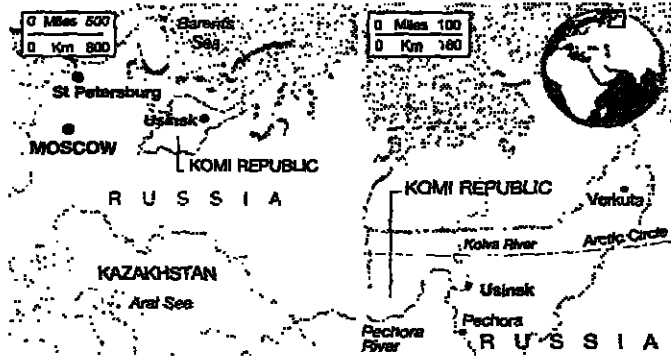 0 Miles 500
0 Km 800
Barents
Sea
St Petersburg
Usinsk
MOSCOW
KOMI REPUBLIC
R U S S I A
KAZAKHSTAN
Aral Sea
0 Miles 100
0 Km 160
KOMI REPUBLIC
Vorkuta
Kolva River
Arctic Circle
Usinsk
Pechora
River
Pechora
R U S S I A